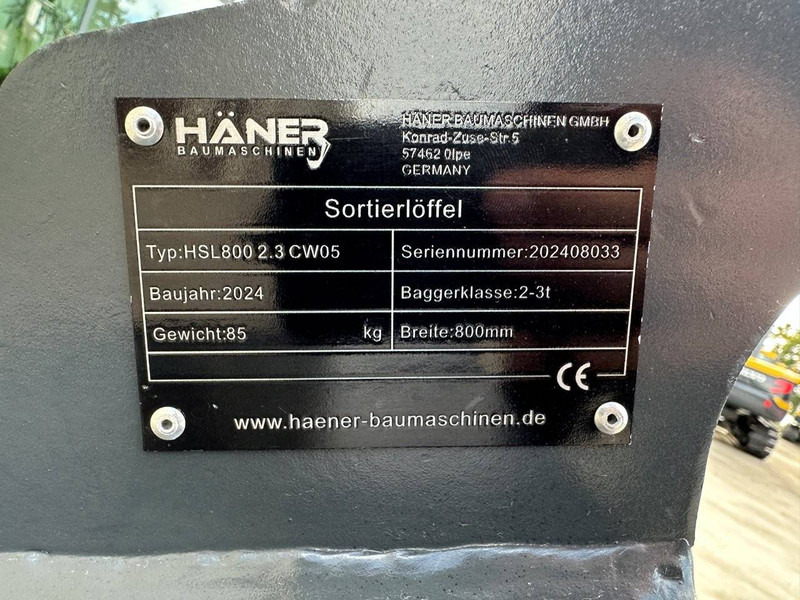 HÄNER
BAUMASCHINEN
HÄNER BAUMASCHINEN GMBH
Konrad-Zuse-Str.5
57462 Olpe
GERMANY
Sortierlöffel
Typ:HSL800 2.3 CW05
Seriennummer:202408033
Baujahr:2024
Baggerklasse:2-3t
Gewicht:85 kg
Breite:800mm
CE
www.haener-baumaschinen.de